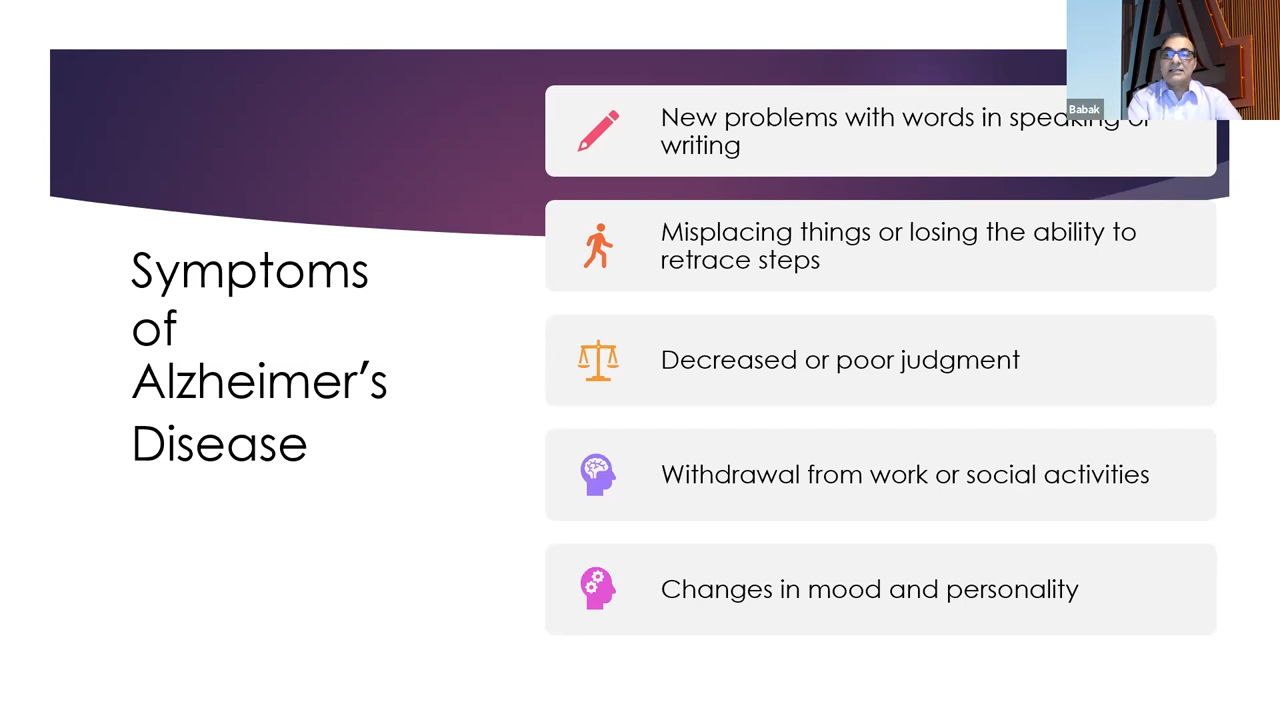 Babak
New problems with words in speaking or
writing
Misplacing things or losing the ability to
retrace steps
Symptoms
of
Alzheimer’s
Disease
Decreased or poor judgment
Withdrawal from work or social activities
Changes in mood and personality